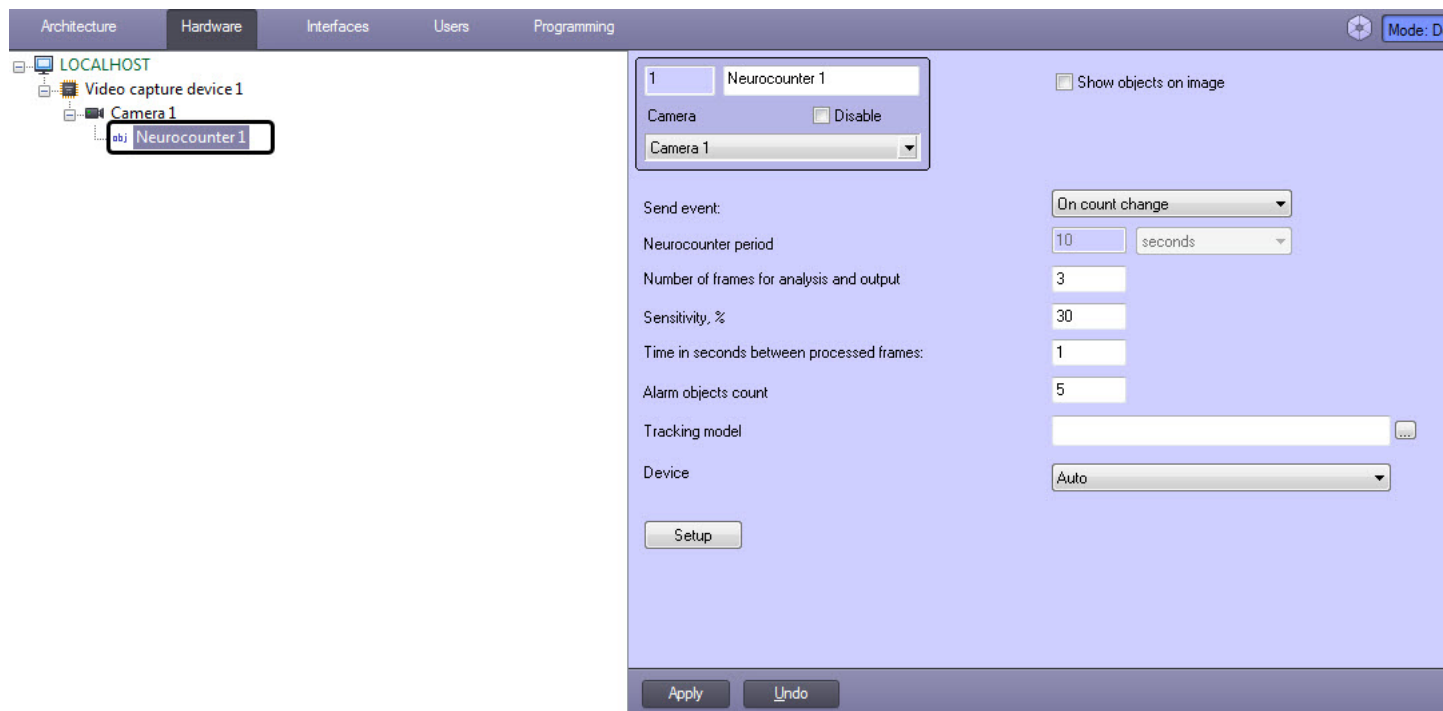 Architecture Hardware Interfaces Users Programming Mode: D
LOCALHOST
Video capture device 1
Camera 1
obj Neurocounter 1
1 Neurocounter 1
Show objects on image
Camera Disable
Camera 1
Send event: On count change
Neurocounter period 10 seconds
Number of frames for analysis and output 3
Sensitivity, % 30
Time in seconds between processed frames: 1
Alarm objects count 5
Tracking model ...
Device Auto
Setup
Apply Undo